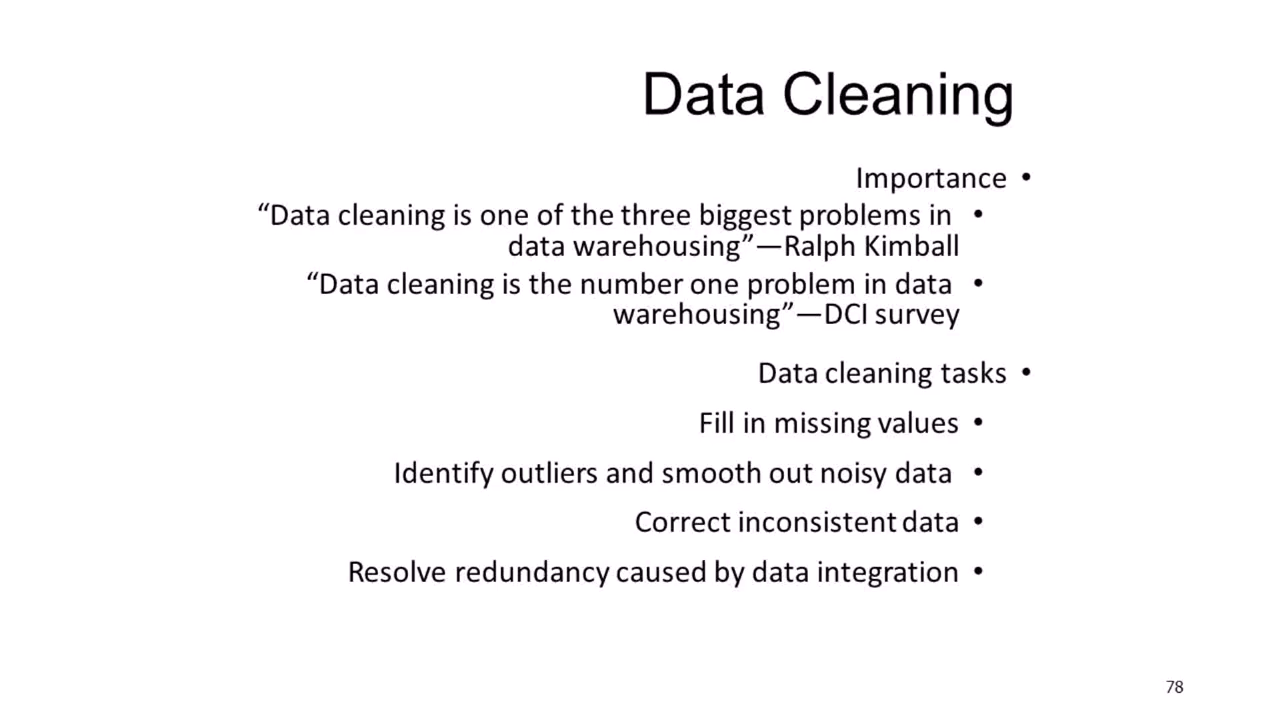 Data Cleaning
• Importance
• “Data cleaning is one of the three biggest problems in
data warehousing”—Ralph Kimball
• “Data cleaning is the number one problem in data
warehousing”—DCI survey
• Data cleaning tasks
• Fill in missing values
• Identify outliers and smooth out noisy data
• Correct inconsistent data
• Resolve redundancy caused by data integration
78